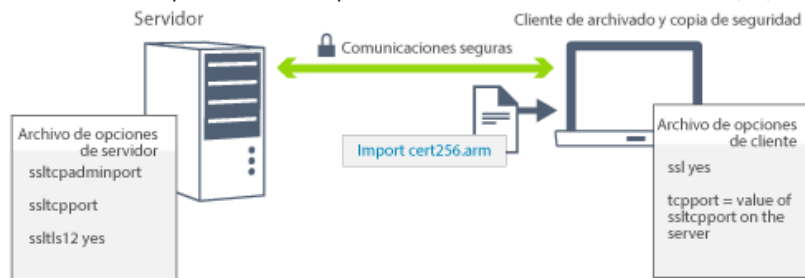 Servidor
Cliente de archivado y copia de seguridad
Comunicaciones seguras
Archivo de opciones
de servidor
ssltcpadminport
ssltcpport
ssltls12 yes
Import cert256.arm
Archivo de opciones
de cliente
ssl yes
tcpport = value of
ssltcpport on the
server